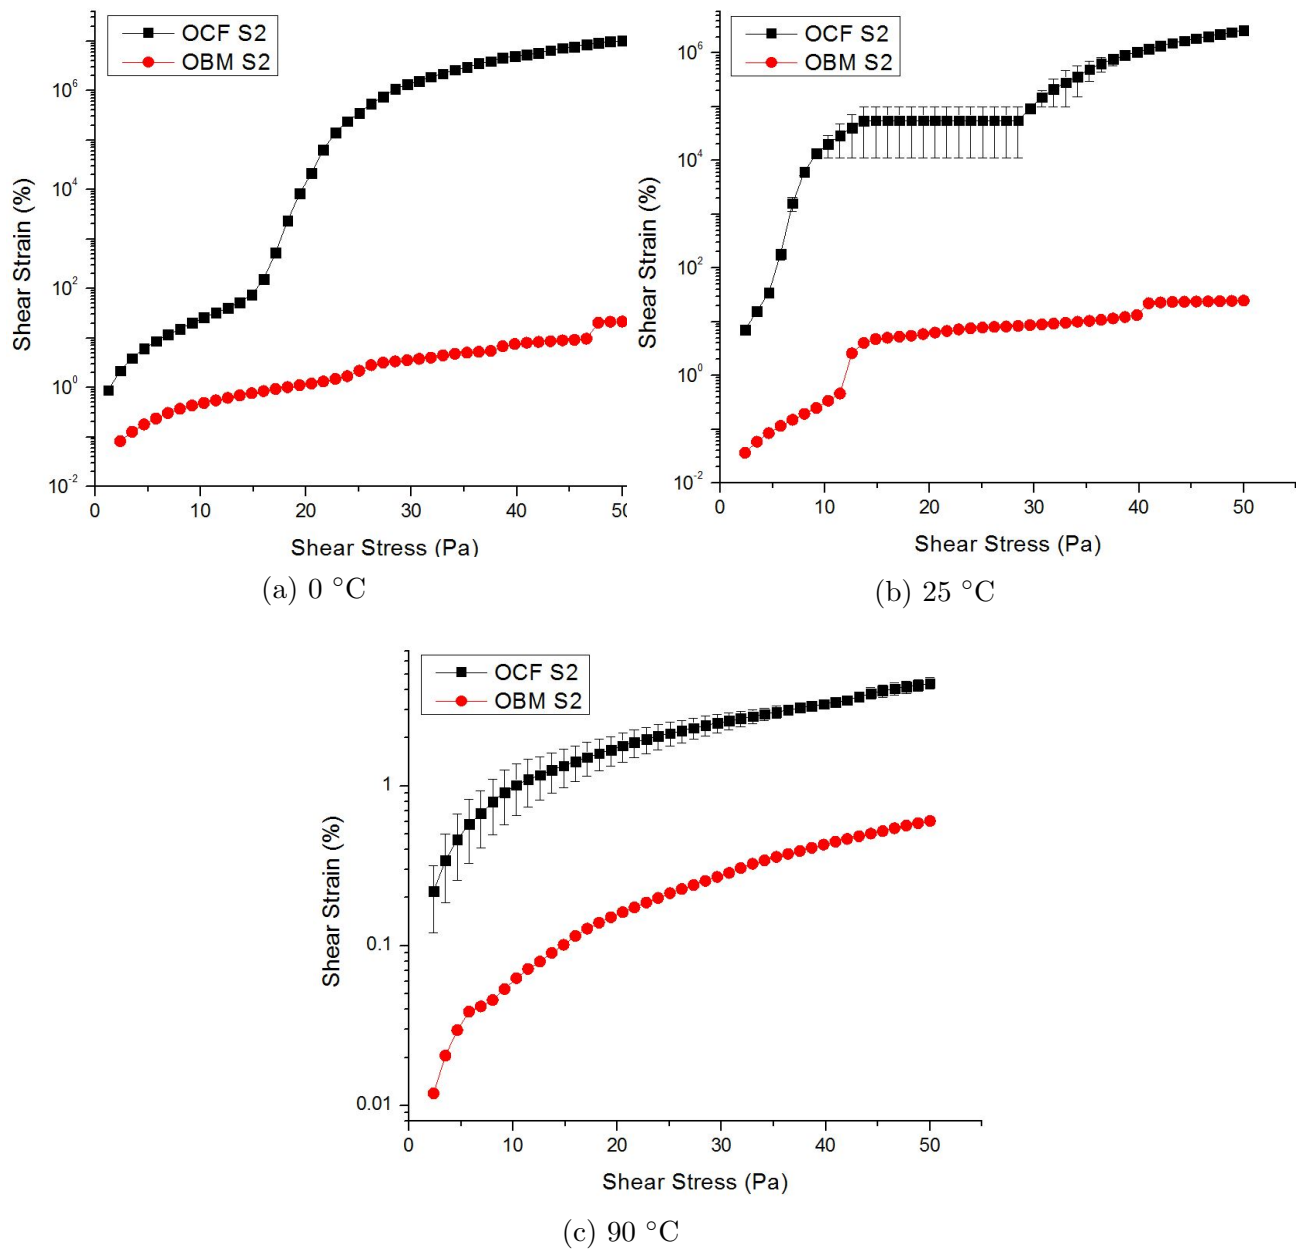 OCF S2
OBM S2
10^6
10^4
10^2
10^0
10^-2
0
10
20
30
40
50
Shear Strain (%)
Shear Stress (Pa)
(a) 0 °C
OCF S2
OBM S2
10^6
10^4
10^2
10^0
10^-2
0
10
20
30
40
50
Shear Strain (%)
Shear Stress (Pa)
(b) 25 °C
OCF S2
OBM S2
1
0.1
0.01
0
10
20
30
40
50
Shear Strain (%)
Shear Stress (Pa)
(c) 90 °C